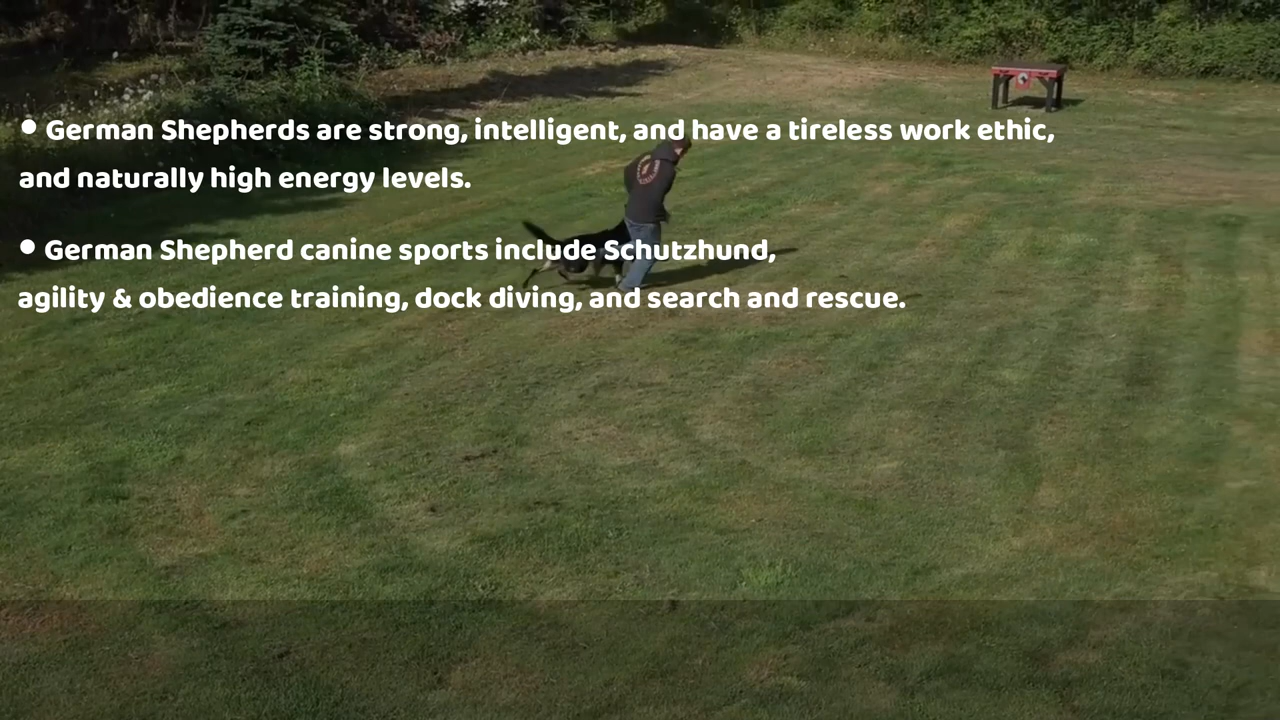 • German Shepherds are strong, intelligent, and have a tireless work ethic,
and naturally high energy levels.
• German Shepherd canine sports include Schutzhund,
agility & obedience training, dock diving, and search and rescue.